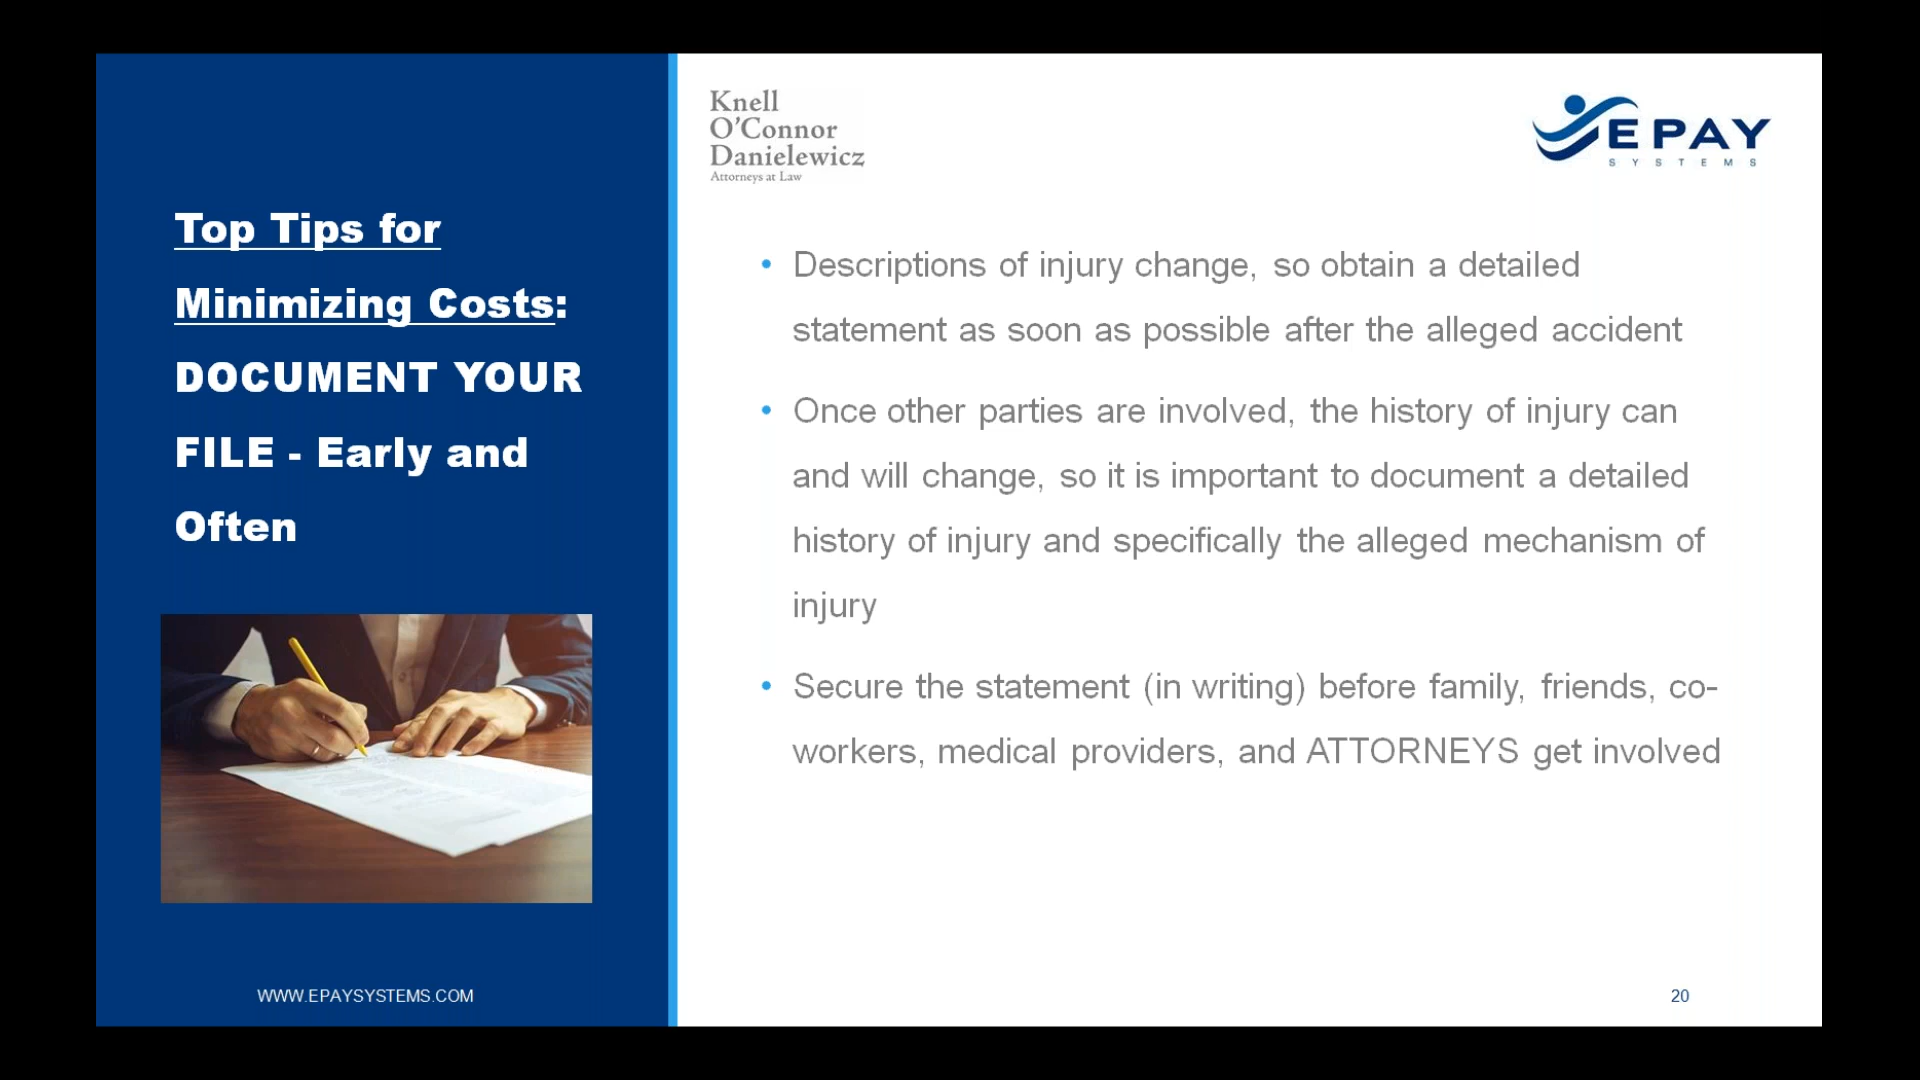 Top Tips for
Minimizing Costs:
DOCUMENT YOUR
FILE - Early and
Often
WWW.EPAYSYSTEMS.COM
Knell
O'Connor
Danielewicz
Attorneys at Law
EPAY
SYSTEMS
• Descriptions of injury change, so obtain a detailed
statement as soon as possible after the alleged accident
• Once other parties are involved, the history of injury can
and will change, so it is important to document a detailed
history of injury and specifically the alleged mechanism of
injury
• Secure the statement (in writing) before family, friends, co-
workers, medical providers, and ATTORNEYS get involved
20